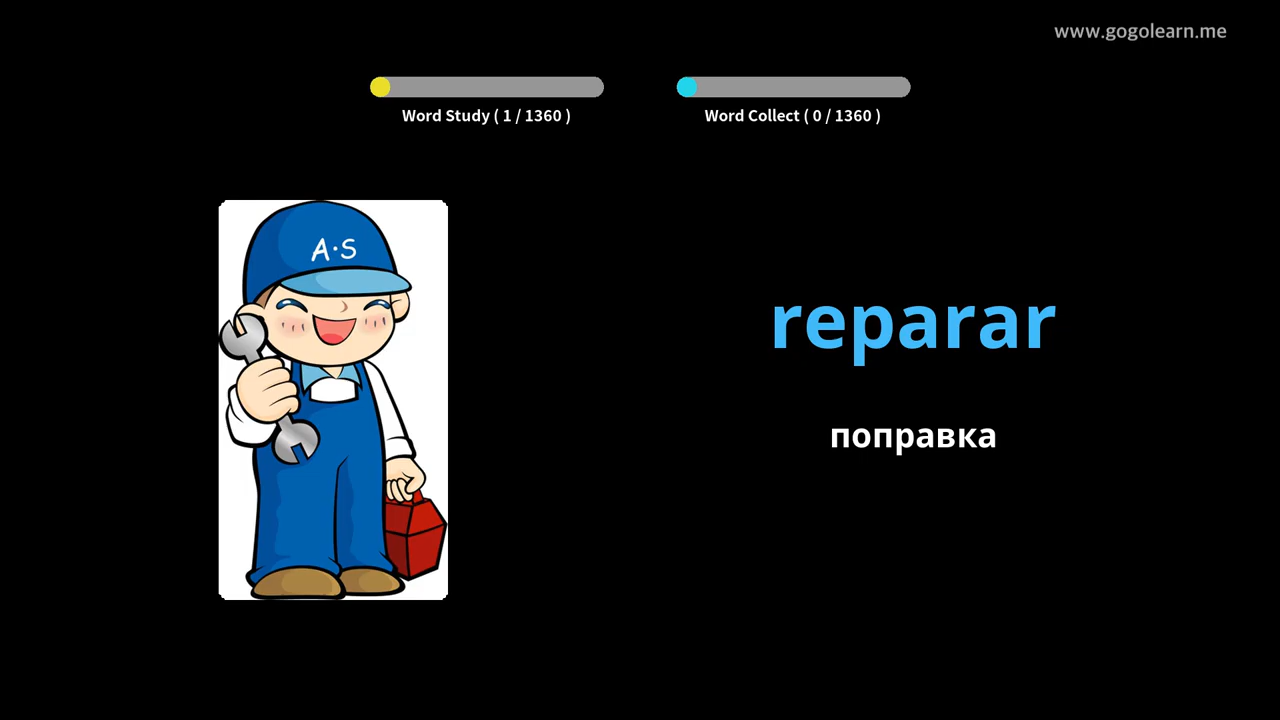 www.gogolearn.me
Word Study ( 1 / 1360 )
Word Collect ( 0 / 1360 )
A·S
reparar
поправка